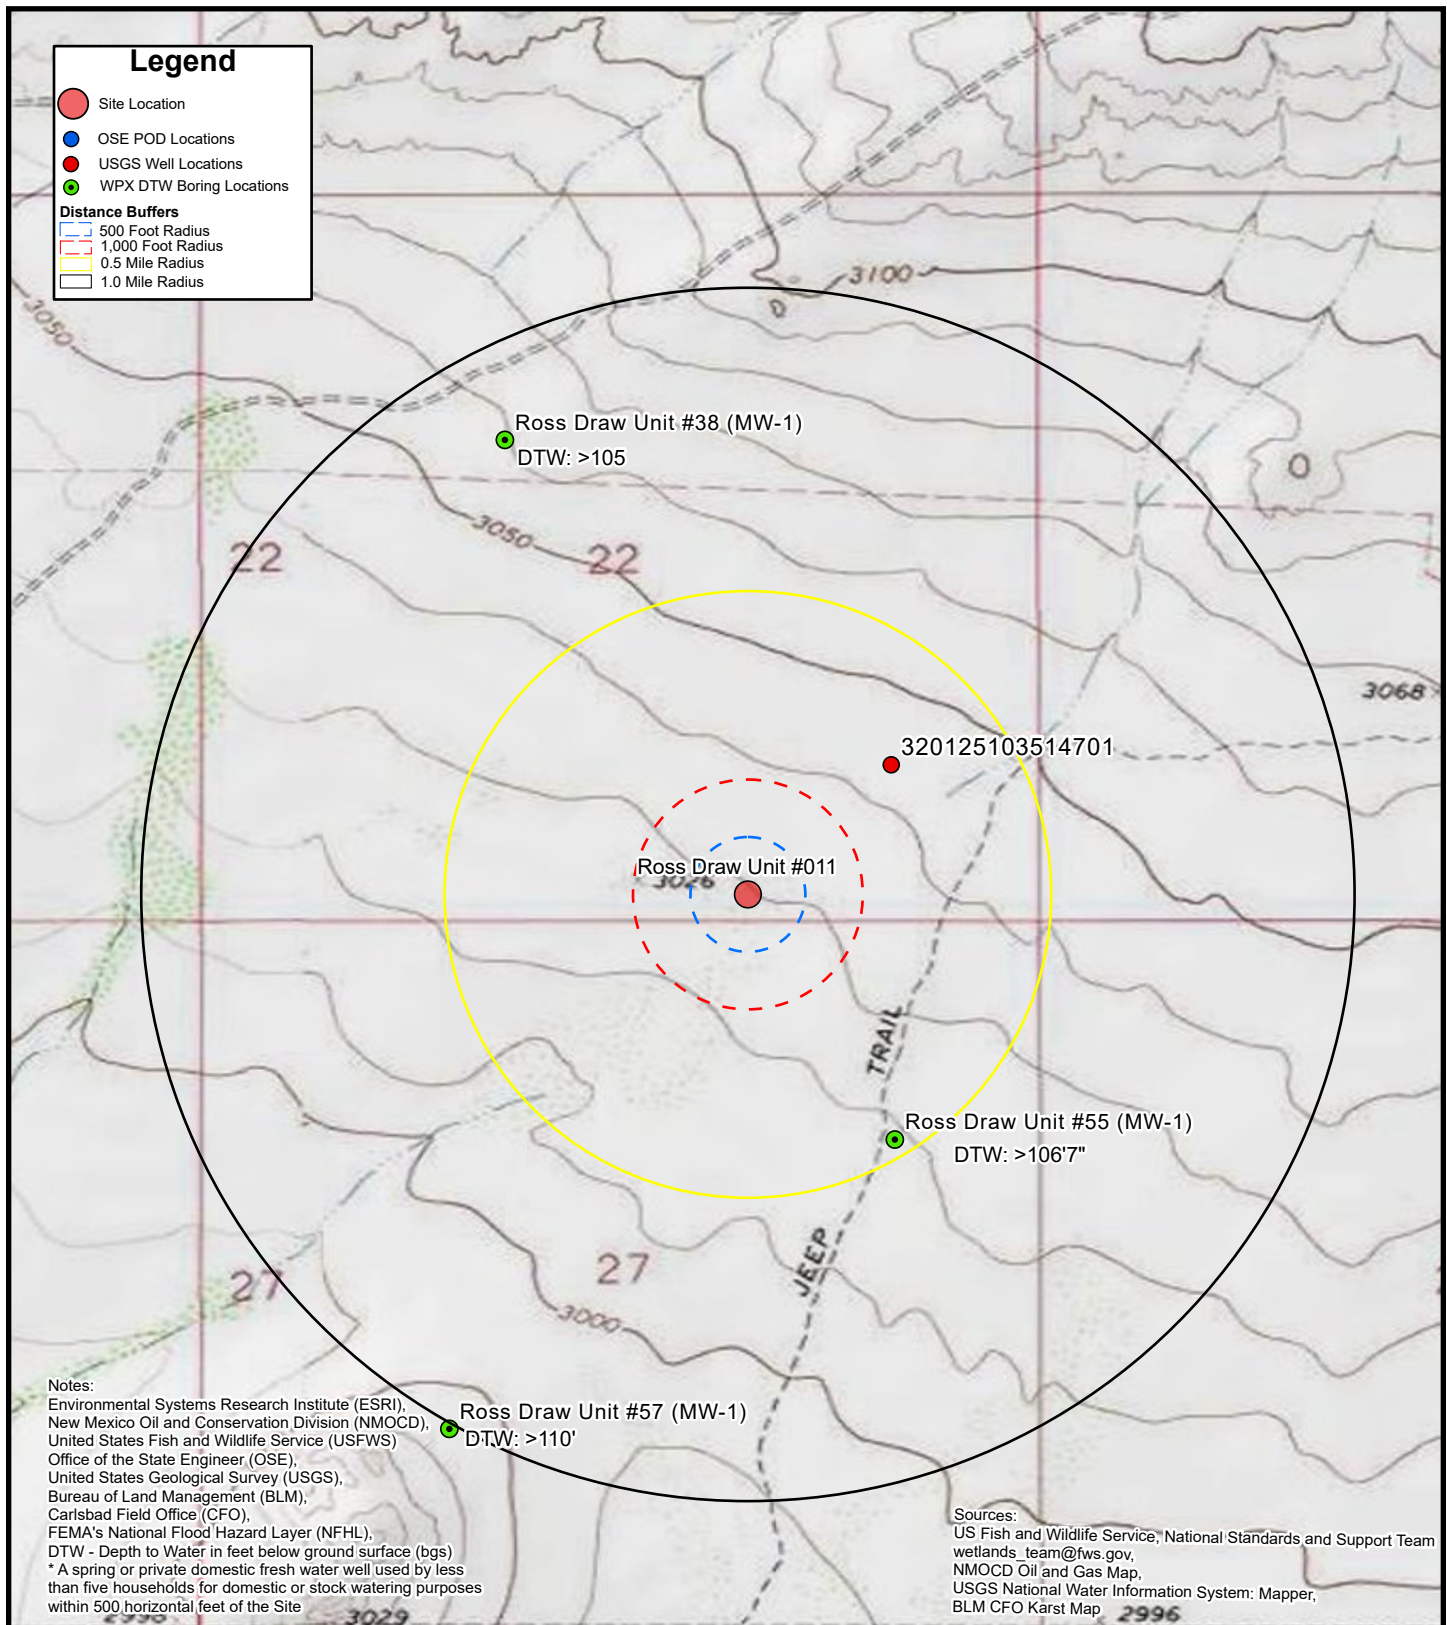 Legend
Site Location
OSE POD Locations
USGS Well Locations
WPX DTW Boring Locations
Distance Buffers
500 Foot Radius
1,000 Foot Radius
0.5 Mile Radius
1.0 Mile Radius
3100
3050
Ross Draw Unit #38 (MW-1)
DTW: >105
3050
22
22
3068
320125103514701
Ross Draw Unit #011
3026
TRAIL
Ross Draw Unit #55 (MW-1)
DTW: >106'7"
JEEP
27
27
3000
Ross Draw Unit #57 (MW-1)
DTW: >110'
Notes:
Environmental Systems Research Institute (ESRI),
New Mexico Oil and Conservation Division (NMOCD),
United States Fish and Wildlife Service (USFWS)
Office of the State Engineer (OSE),
United States Geological Survey (USGS),
Bureau of Land Management (BLM),
Carlsbad Field Office (CFO),
FEMA's National Flood Hazard Layer (NFHL),
DTW - Depth to Water in feet below ground surface (bgs)
* A spring or private domestic fresh water well used by less
than five households for domestic or stock watering purposes
within 500 horizontal feet of the Site
Sources:
US Fish and Wildlife Service, National Standards and Support Team
wetlands_team@fws.gov,
NMOCD Oil and Gas Map,
USGS National Water Information System: Mapper,
BLM CFO Karst Map
3029
2996